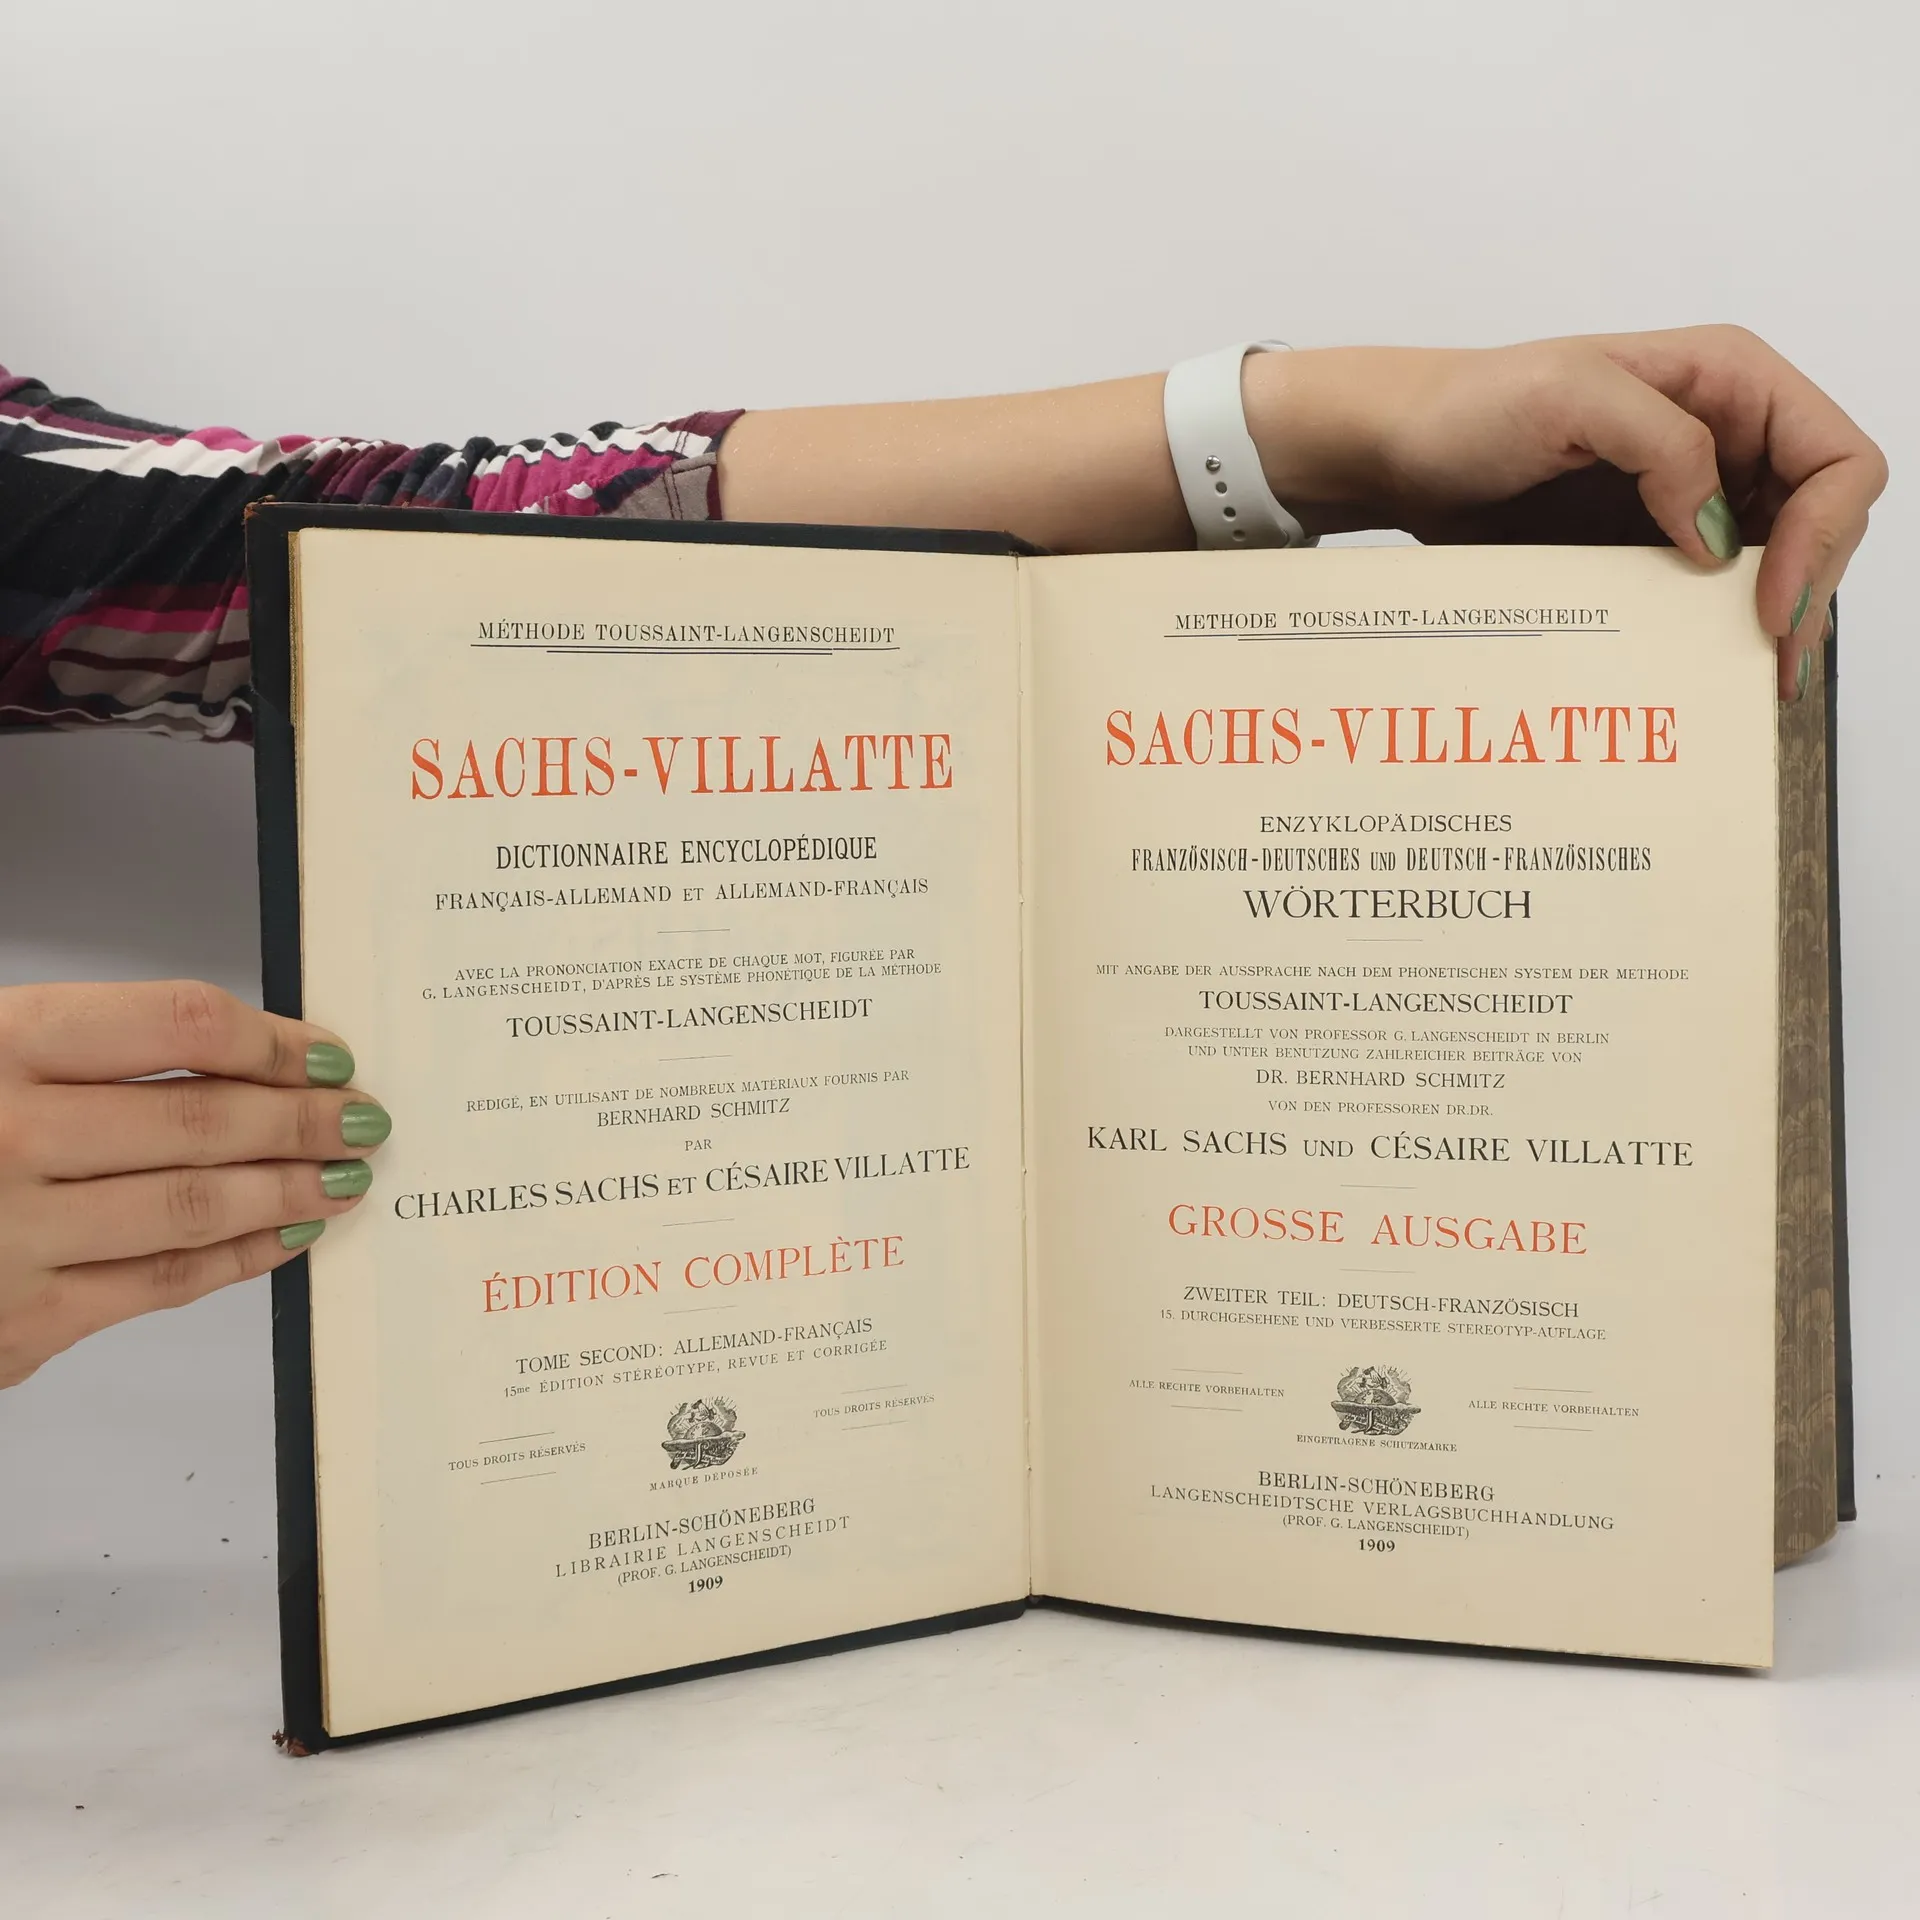 MÉTHODE TOUSSAINT-LANGENSCHEIDT
SACHS-VILLATTE
DICTIONNAIRE ENCYCLOPÉDIQUE
FRANÇAIS-ALLEMAND ET ALLEMAND-FRANÇAIS
AVEC LA PRONONCIATION EXACTE DE CHAQUE MOT, FIGURÉE PAR
G. LANGENSCHEIDT, D'APRÈS LE SYSTÈME PHONÉTIQUE DE LA MÉTHODE
TOUSSAINT-LANGENSCHEIDT
REDIGÉ, EN UTILISANT DE NOMBREUX MATÉRIAUX FOURNIS PAR
BERNHARD SCHMITZ
PAR
CHARLES SACHS ET CÉSAIRE VILLATTE
ÉDITION COMPLÈTE
TOME SECOND: ALLEMAND-FRANÇAIS
15me ÉDITION STÉRÉOTYPE, REVUE ET CORRIGÉE
TOUS DROITS RÉSERVÉS
TOUS DROITS RÉSERVÉS
MARQUE DÉPOSÉE
BERLIN-SCHÖNEBERG
LIBRAIRIE LANGENSCHEIDT
(PROF. G. LANGENSCHEIDT)
1909
METHODE TOUSSAINT-LANGENSCHEIDT
SACHS-VILLATTE
ENZYKLOPÄDISCHES
FRANZÖSISCH-DEUTSCHES UND DEUTSCH-FRANZÖSISCHES
WÖRTERBUCH
MIT ANGABE DER AUSSPRACHE NACH DEM PHONETISCHEN SYSTEM DER METHODE
TOUSSAINT-LANGENSCHEIDT
DARGESTELLT VON PROFESSOR G. LANGENSCHEIDT IN BERLIN
UND UNTER BENUTZUNG ZAHLREICHER BEITRÄGE VON
DR. BERNHARD SCHMITZ
VON DEN PROFESSOREN DR.DR.
KARL SACHS UND CÉSAIRE VILLATTE
GROSSE AUSGABE
ZWEITER TEIL: DEUTSCH-FRANZÖSISCH
15. DURCHGESEHENE UND VERBESSERTE STEREOTYP-AUFLAGE
ALLE RECHTE VORBEHALTEN
ALLE RECHTE VORBEHALTEN
EINGETRAGENE SCHUTZMARKE
BERLIN-SCHÖNEBERG
LANGENSCHEIDTSCHE VERLAGSBUCHHANDLUNG
(PROF. G. LANGENSCHEIDT)
1909